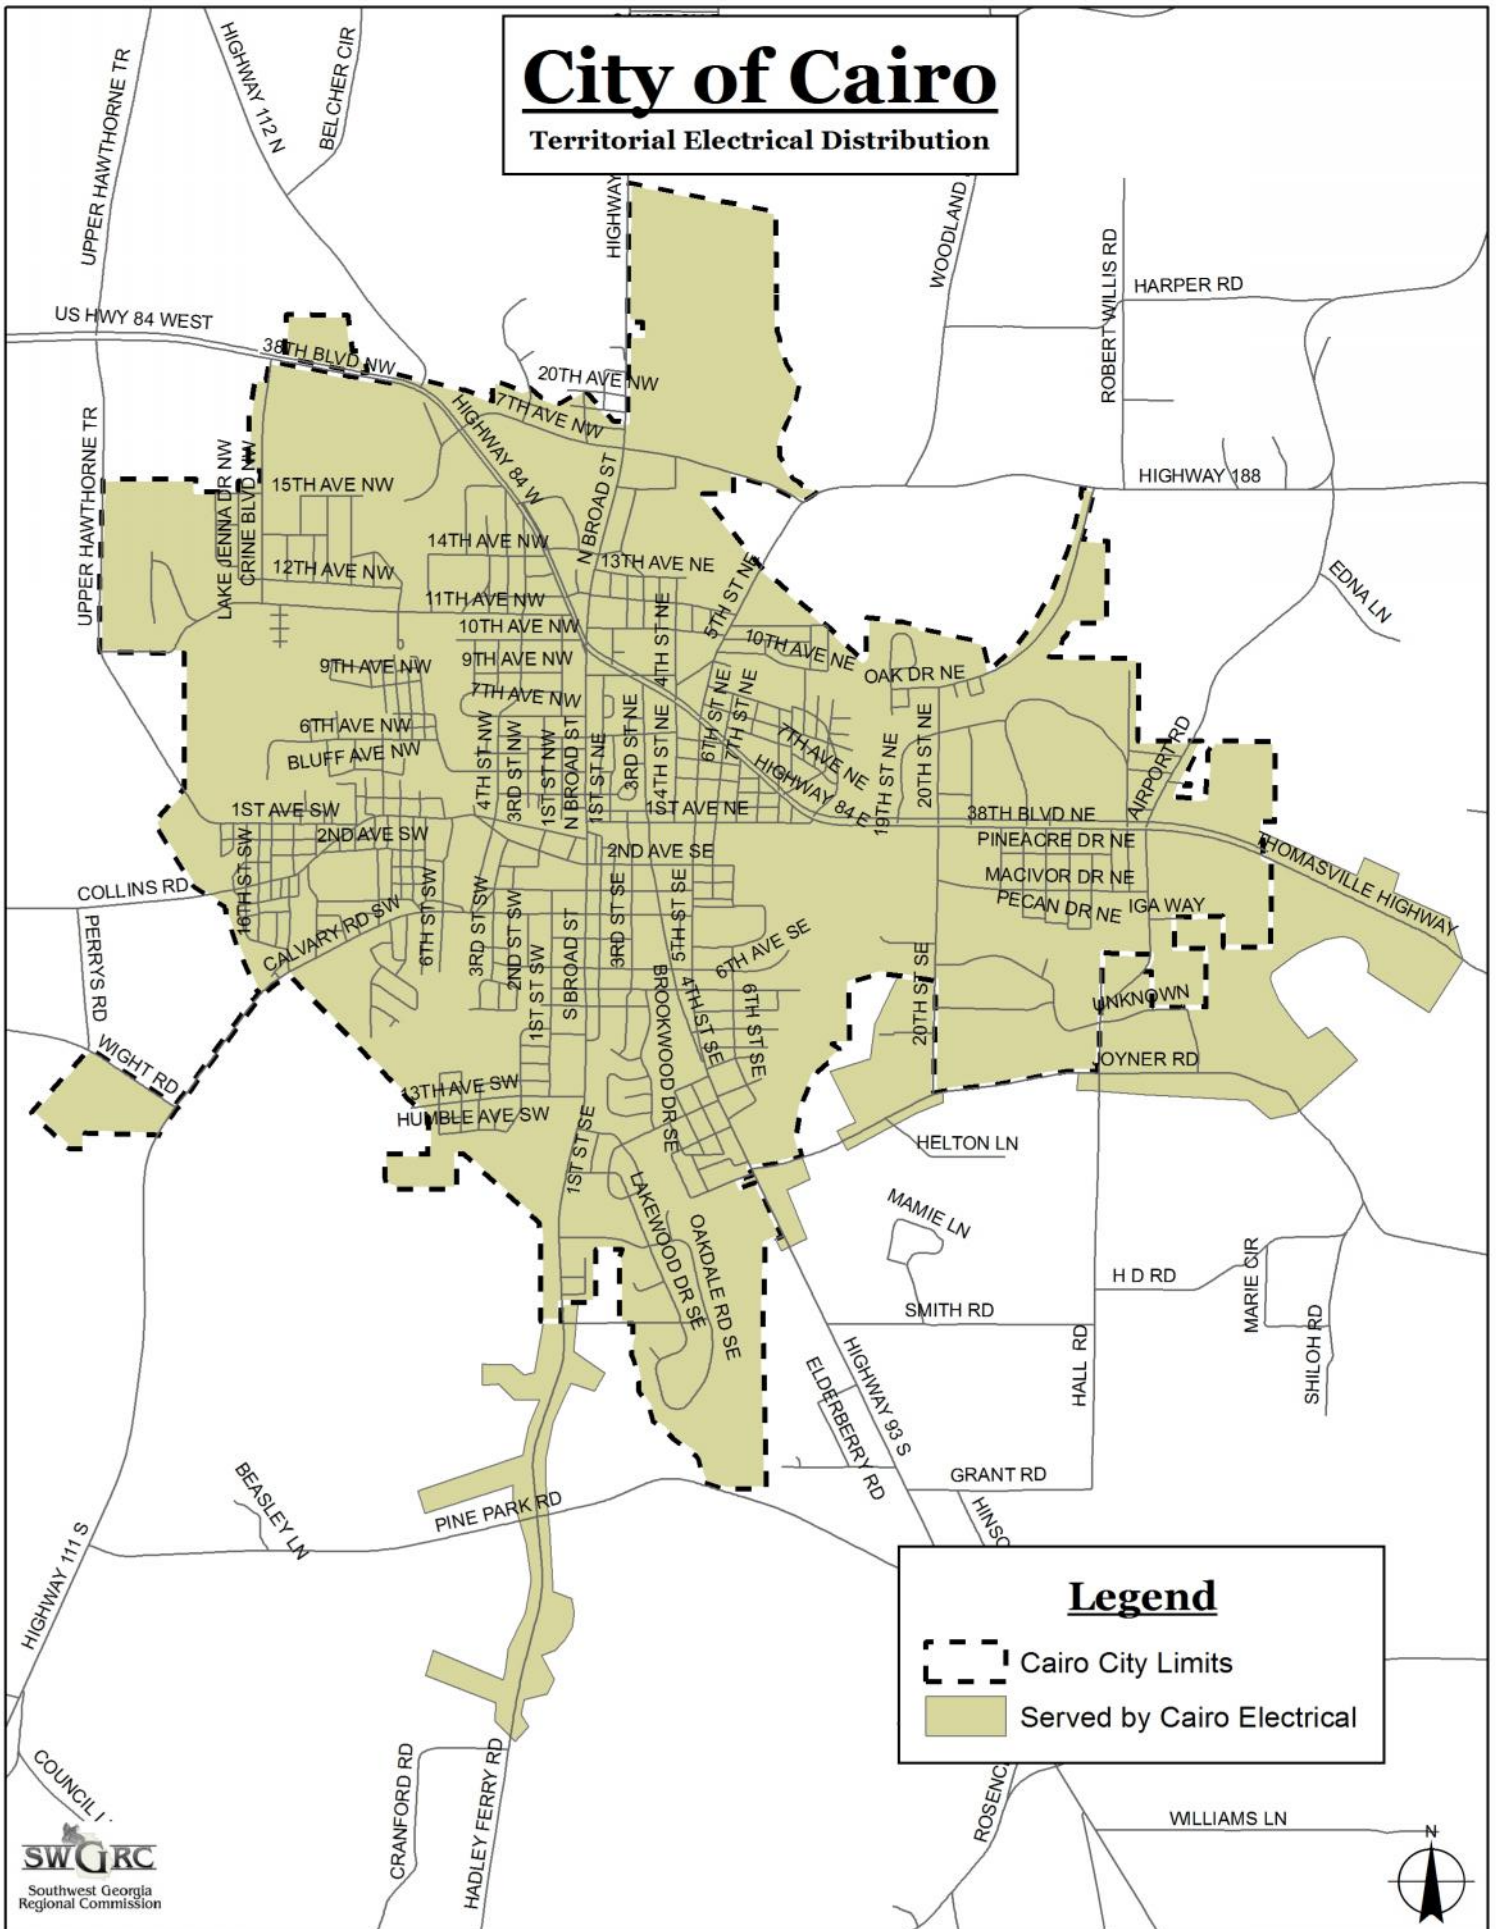 City of Cairo
Territorial Electrical Distribution
UPPER HAWTHORNE TR
HIGHWAY 112 N
BELCHER CIR
HIGHWAY
WOODLAND
ROBERT WILLIS RD
HARPER RD
US HWY 84 WEST
38TH BLVD NW
20TH AVE NW
7TH AVE NW
HIGHWAY 84 W
UPPER HAWTHORNE TR
LAKE JENNA DR NW
CRINE BLVD NW
15TH AVE NW
N BROAD ST
HIGHWAY 188
14TH AVE NW
13TH AVE NE
12TH AVE NW
5TH ST NE
EDNA LN
11TH AVE NW
4TH ST NE
10TH AVE NW
10TH AVE NE
9TH AVE NW
9TH AVE NW
OAK DR NE
7TH AVE NW
6TH ST NE
7TH ST NE
6TH AVE NW
BLUFF AVE NW
4TH ST NW
3RD ST NW
1ST ST NW
N BROAD ST
1ST ST NE
3RD ST NE
4TH ST NE
7TH AVE NE
HIGHWAY 84 E
19TH ST NE
20TH ST NE
AIRPORT RD
1ST AVE SW
1ST AVE NE
38TH BLVD NE
2ND AVE SW
PINEACRE DR NE
THOMASVILLE HIGHWAY
2ND AVE SE
16TH ST SW
MACIVOR DR NE
COLLINS RD
PECAN DR NE
IGA WAY
PERRYS RD
CALVARY RD SW
6TH ST SW
3RD ST SW
2ND ST SW
1ST ST SW
S BROAD ST
3RD ST SE
5TH ST SE
6TH AVE SE
20TH ST SE
BROOKWOOD DR SE
4TH ST SE
6TH ST SE
UNKNOWN
WIGHT RD
JOYNER RD
13TH AVE SW
HUMBLE AVE SW
HELTON LN
1ST ST SE
LAKEWOOD DR SE
OAKDALE RD SE
MAMIE LN
H D RD
MARIE CIR
SMITH RD
SHILOH RD
HALL RD
HIGHWAY 93 S
ELDERBERRY RD
GRANT RD
BEASLEY LN
PINE PARK RD
HINSO
HIGHWAY 111 S
Legend
Cairo City Limits
Served by Cairo Electrical
COUNCIL
CRANFORD RD
HADLEY FERRY RD
ROSENC
WILLIAMS LN
N
SWGRC
Southwest Georgia
Regional Commission